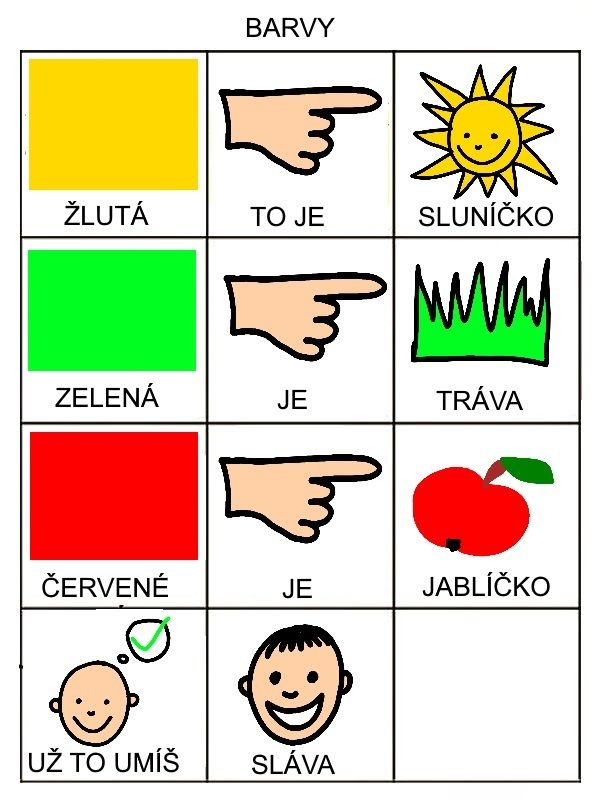 BARVY
ŽLUTÁ TO JE SLUNÍČKO
ZELENÁ JE TRÁVA
ČERVENÉ JE JABLÍČKO
UŽ TO UMÍŠ SLÁVA